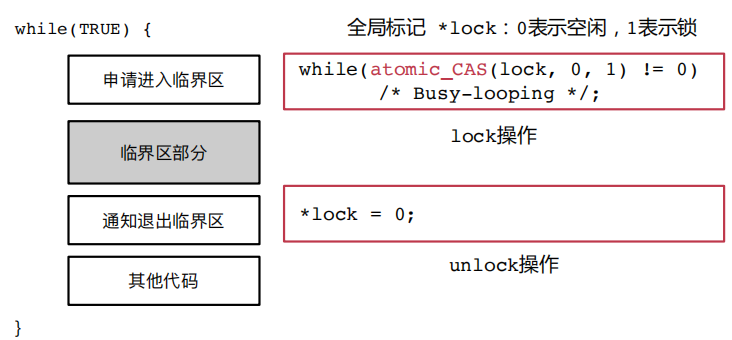 while(TRUE) {
全局标记 *lock：0表示空闲，1表示锁
申请进入临界区
while(atomic_CAS(lock, 0, 1) != 0)
/* Busy-looping */;
lock操作
临界区部分
通知退出临界区
*lock = 0;
unlock操作
其他代码
}